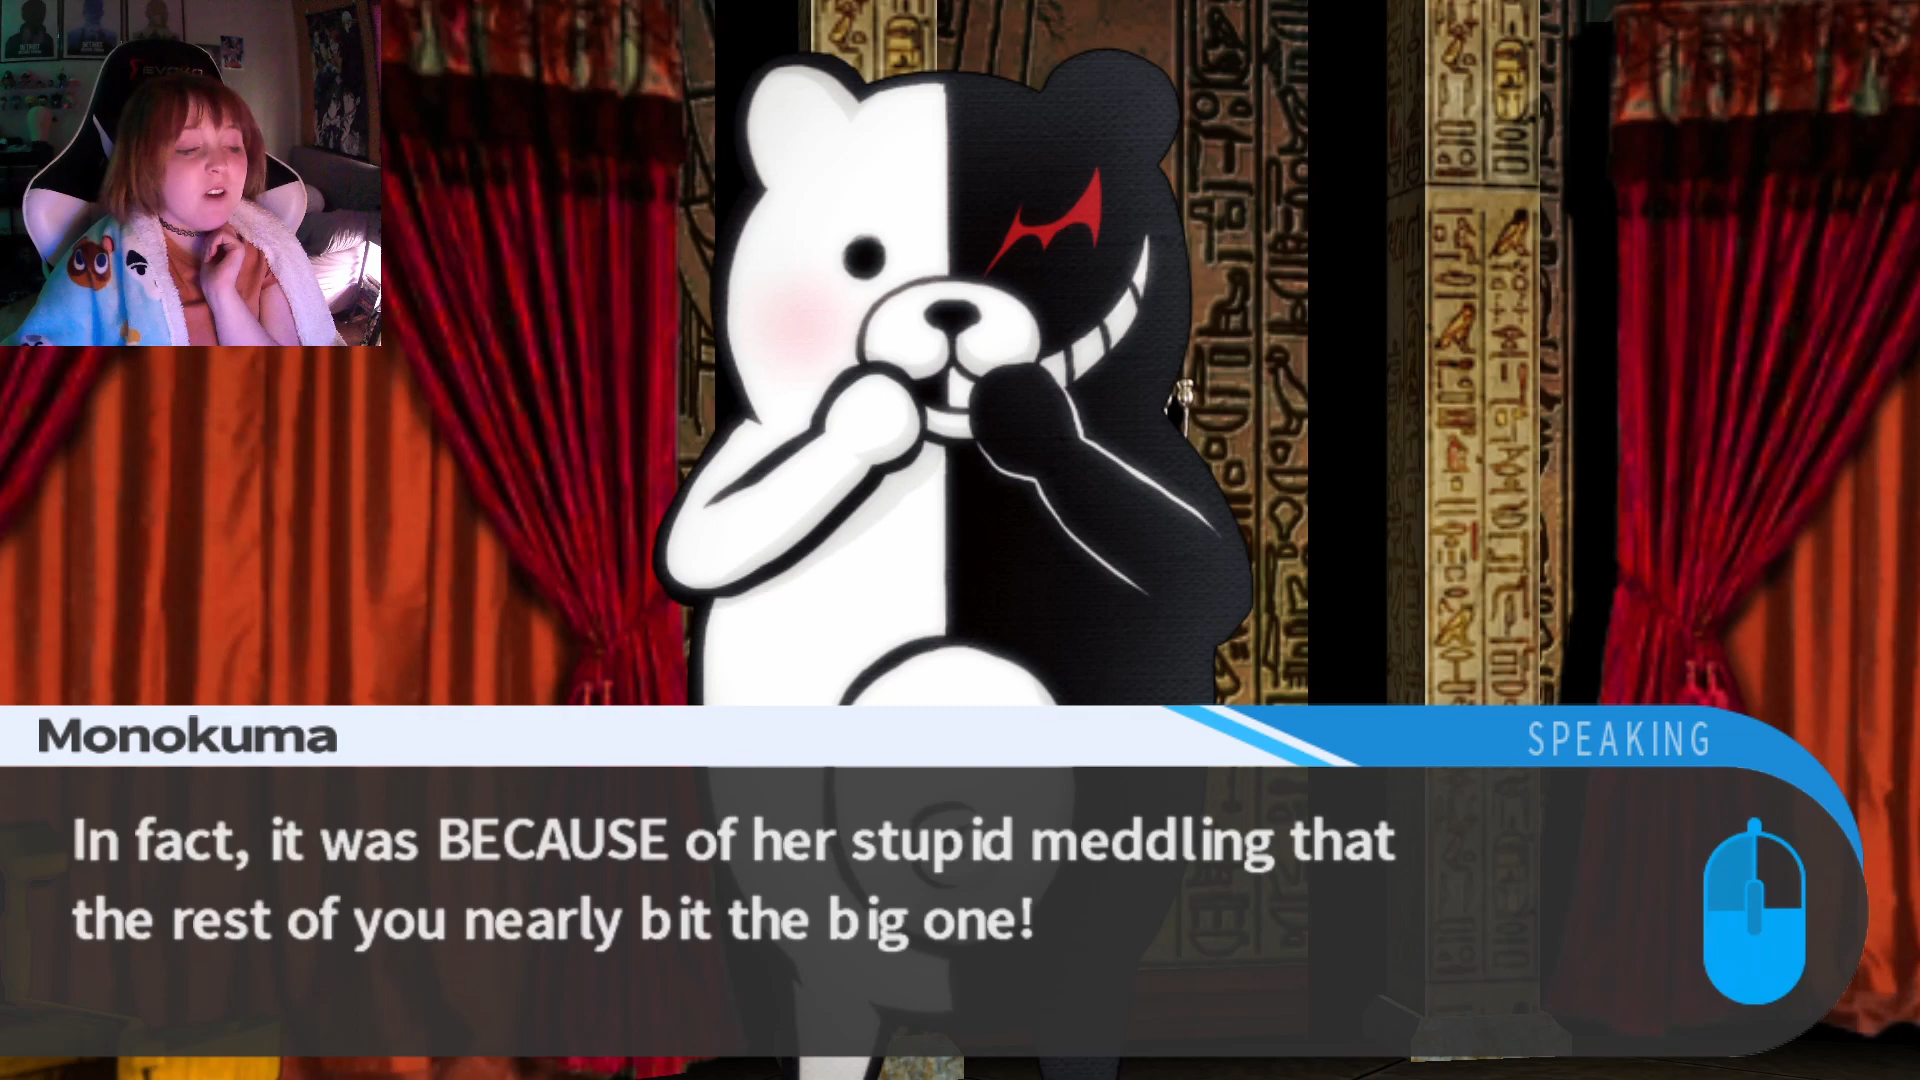 Monokuma
SPEAKING
In fact, it was BECAUSE of her stupid meddling that
the rest of you nearly bit the big one!